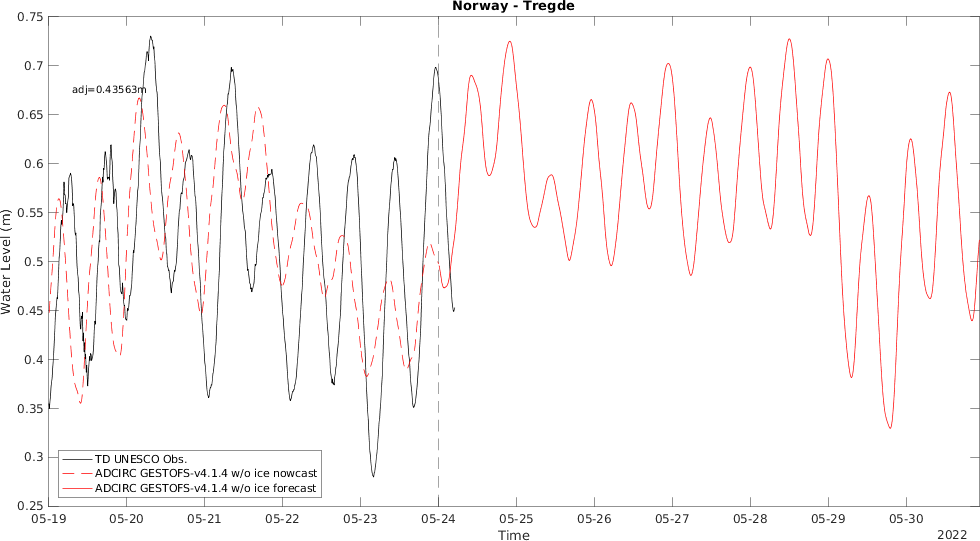 Norway - Tregde
0.75
0.7
0.65
0.6
0.55
0.5
0.45
0.4
0.35
0.3
0.25
Water Level (m)
adj=0.43563m
TD UNESCO Obs.
ADCIRC GESTOFS-v4.1.4 w/o ice nowcast
ADCIRC GESTOFS-v4.1.4 w/o ice forecast
05-19 05-20 05-21 05-22 05-23 05-24 05-25 05-26 05-27 05-28 05-29 05-30
Time
2022